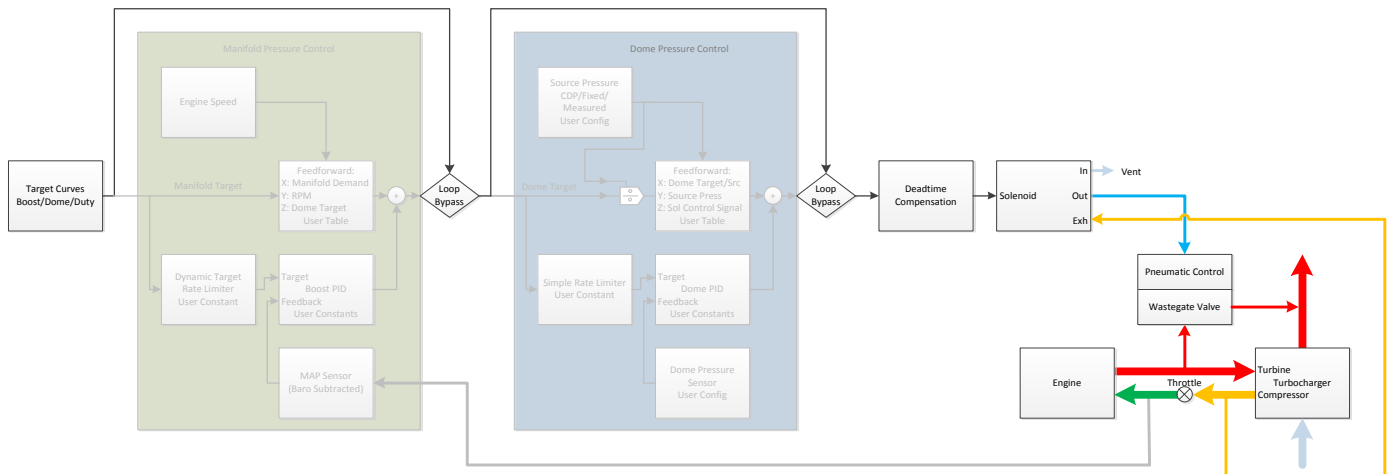 Manifold Pressure Control
Dome Pressure Control
Engine Speed
Source Pressure
CDP/Fixed/
Measured
User Config
Target Curves
Boost/Dome/Duty
Manifold Target
Feedforward:
X: Manifold Demand
Y: RPM
Z: Dome Target
User Table
+
Loop
Bypass
Dome Target
÷
Feedforward:
X: Dome Target/Src
Y: Source Press
Z: Sol Control Signal
User Table
+
Loop
Bypass
Deadtime
Compensation
Solenoid
In
Out
Exh
Vent
Dynamic Target
Rate Limiter
User Constant
Target
Boost PID
Feedback
User Constants
Simple Rate Limiter
User Constant
Target
Dome PID
Feedback
User Constants
Pneumatic Control
Wastegate Valve
MAP Sensor
(Baro Subtracted)
Dome Pressure
Sensor
User Config
Engine
Throttle
Turbine
Turbocharger
Compressor